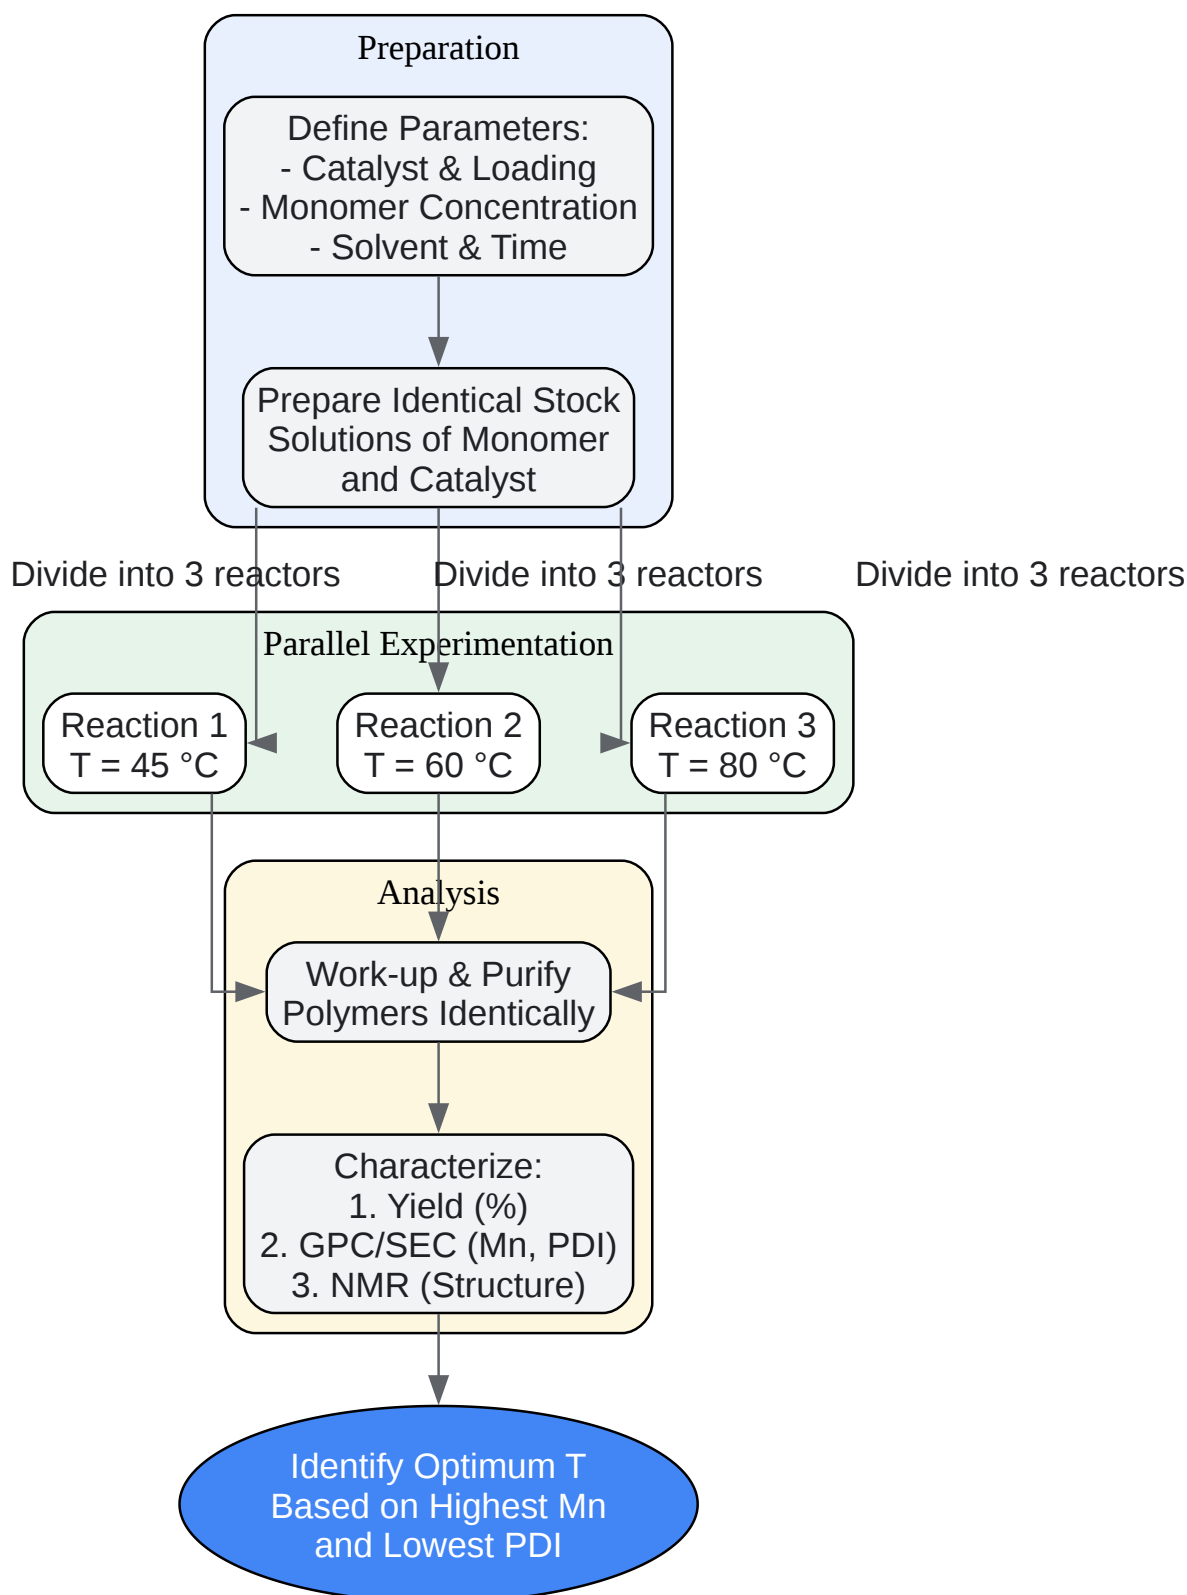 Preparation
Define Parameters:
- Catalyst & Loading
- Monomer Concentration
- Solvent & Time
Prepare Identical Stock
Solutions of Monomer
and Catalyst
Divide into 3 reactors
Divide into 3 reactors
Divide into 3 reactors
Parallel Experimentation
Reaction 1
T = 45 °C
Reaction 2
T = 60 °C
Reaction 3
T = 80 °C
Analysis
Work-up & Purify
Polymers Identically
Characterize:
1. Yield (%)
2. GPC/SEC (Mn, PDI)
3. NMR (Structure)
Identify Optimum T
Based on Highest Mn
and Lowest PDI